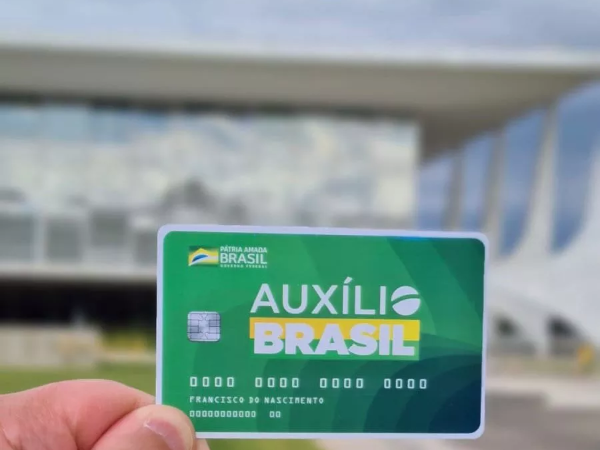 PÁTRIA AMADA
BRASIL
GOVERNO FEDERAL
AUXÍLIO
BRASIL
0000 0000 0000 0000
FRANCISCO DO NASCIMENTO
00000000000 00